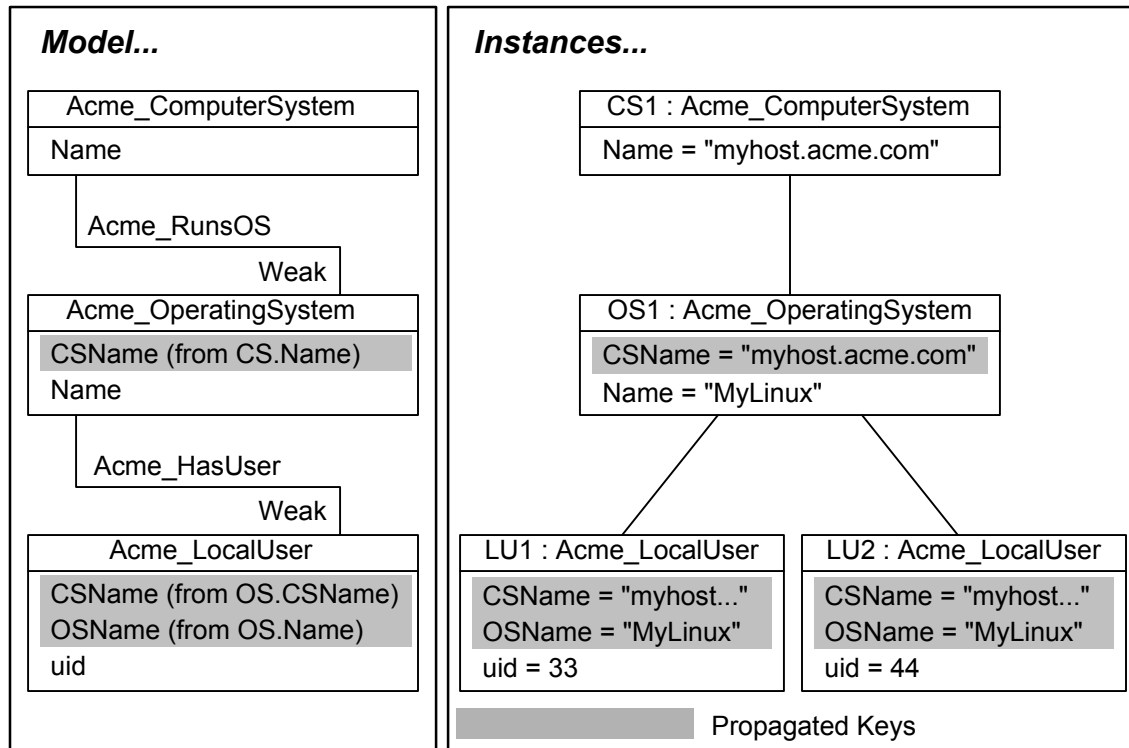 Model...
Acme_ComputerSystem
Name
Acme_RunsOS
Weak
Acme_OperatingSystem
CSName (from CS.Name)
Name
Acme_HasUser
Weak
Acme_LocalUser
CSName (from OS.CSName)
OSName (from OS.Name)
uid
Instances...
CS1 : Acme_ComputerSystem
Name = "myhost.acme.com"
OS1 : Acme_OperatingSystem
CSName = "myhost.acme.com"
Name = "MyLinux"
LU1 : Acme_LocalUser
CSName = "myhost..."
OSName = "MyLinux"
uid = 33
LU2 : Acme_LocalUser
CSName = "myhost..."
OSName = "MyLinux"
uid = 44
Propagated Keys